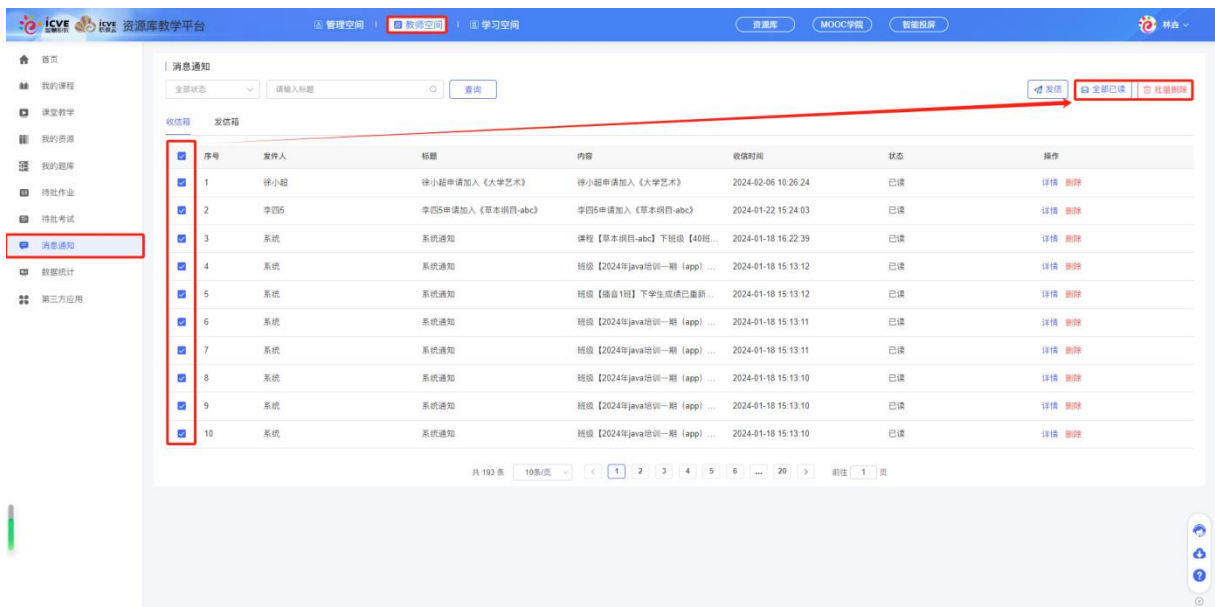 icve 智慧职教 icve 资源库教学平台 管理空间 教师空间 学习空间 资源库 MOOC学院 智能投屏 林森
首页
我的课程
课堂教学
我的资源
我的题库
待批作业
待批考试
消息通知
数据统计
第三方应用
消息通知
全部状态 请输入标题 查询 发信 全部已读 批量删除
收信箱 发信箱
序号 发件人 标题 内容 收信时间 状态 操作
1 徐小超 徐小超申请加入《大学艺术》 徐小超申请加入《大学艺术》 2024-02-06 10:26:24 已读 详情 删除
2 李四5 李四5申请加入《草本纲目-abc》 李四5申请加入《草本纲目-abc》 2024-01-22 15:24:03 已读 详情 删除
3 系统 系统通知 课程【草本纲目-abc】下班级【40班... 2024-01-18 16:22:39 已读 详情 删除
4 系统 系统通知 班级【2024年java培训一期（app）... 2024-01-18 15:13:12 已读 详情 删除
5 系统 系统通知 班级【播音1班】下学生成绩已重新... 2024-01-18 15:13:12 已读 详情 删除
6 系统 系统通知 班级【2024年java培训一期（app）... 2024-01-18 15:13:11 已读 详情 删除
7 系统 系统通知 班级【2024年java培训一期（app）... 2024-01-18 15:13:11 已读 详情 删除
8 系统 系统通知 班级【2024年java培训一期（app）... 2024-01-18 15:13:10 已读 详情 删除
9 系统 系统通知 班级【2024年java培训一期（app）... 2024-01-18 15:13:10 已读 详情 删除
10 系统 系统通知 班级【2024年java培训一期（app）... 2024-01-18 15:13:10 已读 详情 删除
共 193 条 10条/页 < 1 2 3 4 5 6 ... 20 > 前往 1 页